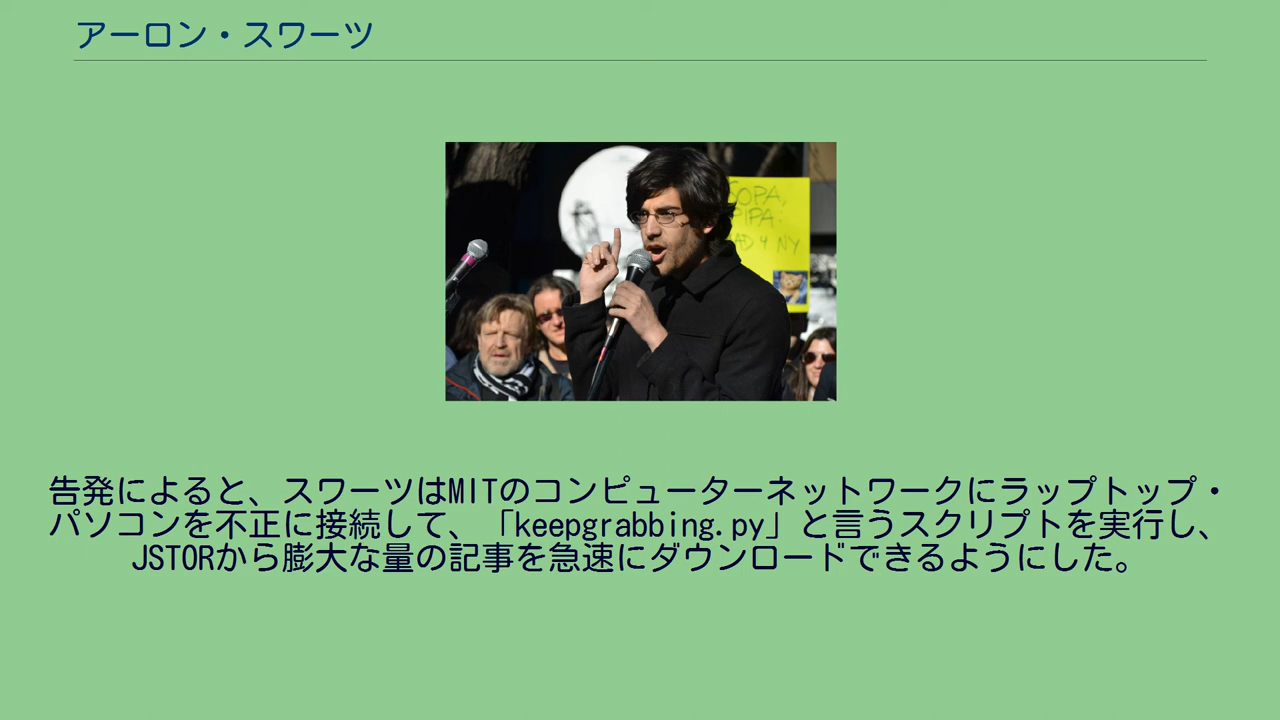 アーロン・スワーツ
SOPA,
PIPA:
NY
告発によると、スワーツはMITのコンピューターネットワークにラップトップ・
パソコンを不正に接続して、「keepgrabbing.py」と言うスクリプトを実行し、
JSTORから膨大な量の記事を急速にダウンロードできるようにした。